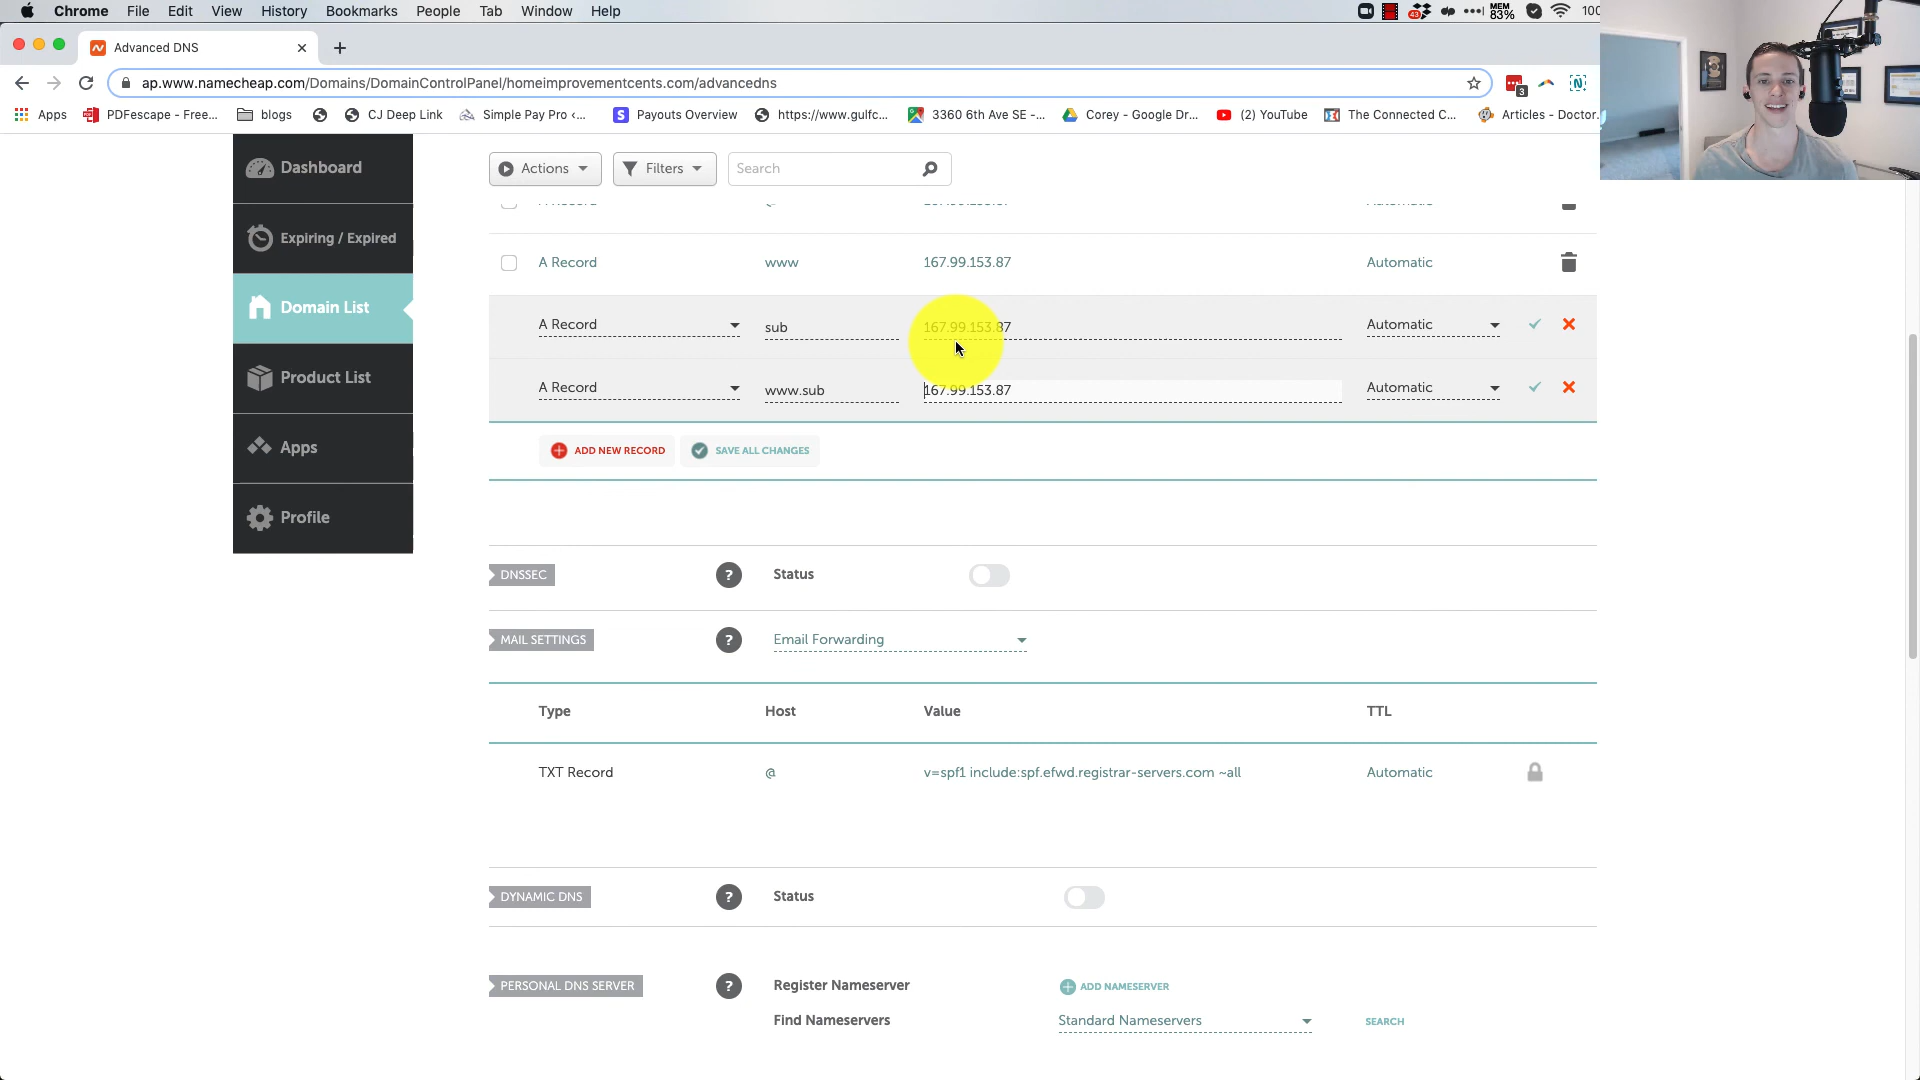 Chrome File Edit View History Bookmarks People Tab Window Help
43 MEM 83% 100
Advanced DNS
ap.www.namecheap.com/Domains/DomainControlPanel/homeimprovementcents.com/advancedns
3
Apps PDFescape - Free... blogs CJ Deep Link Simple Pay Pro ‹... Payouts Overview https://www.gulfc... 3360 6th Ave SE -... Corey - Google Dr... (2) YouTube The Connected C... Articles - Doctor.
Dashboard
Expiring / Expired
Domain List
Product List
Apps
Profile
Actions Filters Search
A Record www 167.99.153.87 Automatic
A Record sub 167.99.153.87 Automatic
A Record www.sub 167.99.153.87 Automatic
ADD NEW RECORD SAVE ALL CHANGES
DNSSEC ? Status
MAIL SETTINGS ? Email Forwarding
Type Host Value TTL
TXT Record @ v=spf1 include:spf.efwd.registrar-servers.com ~all Automatic
DYNAMIC DNS ? Status
PERSONAL DNS SERVER ? Register Nameserver ADD NAMESERVER
Find Nameservers Standard Nameservers SEARCH